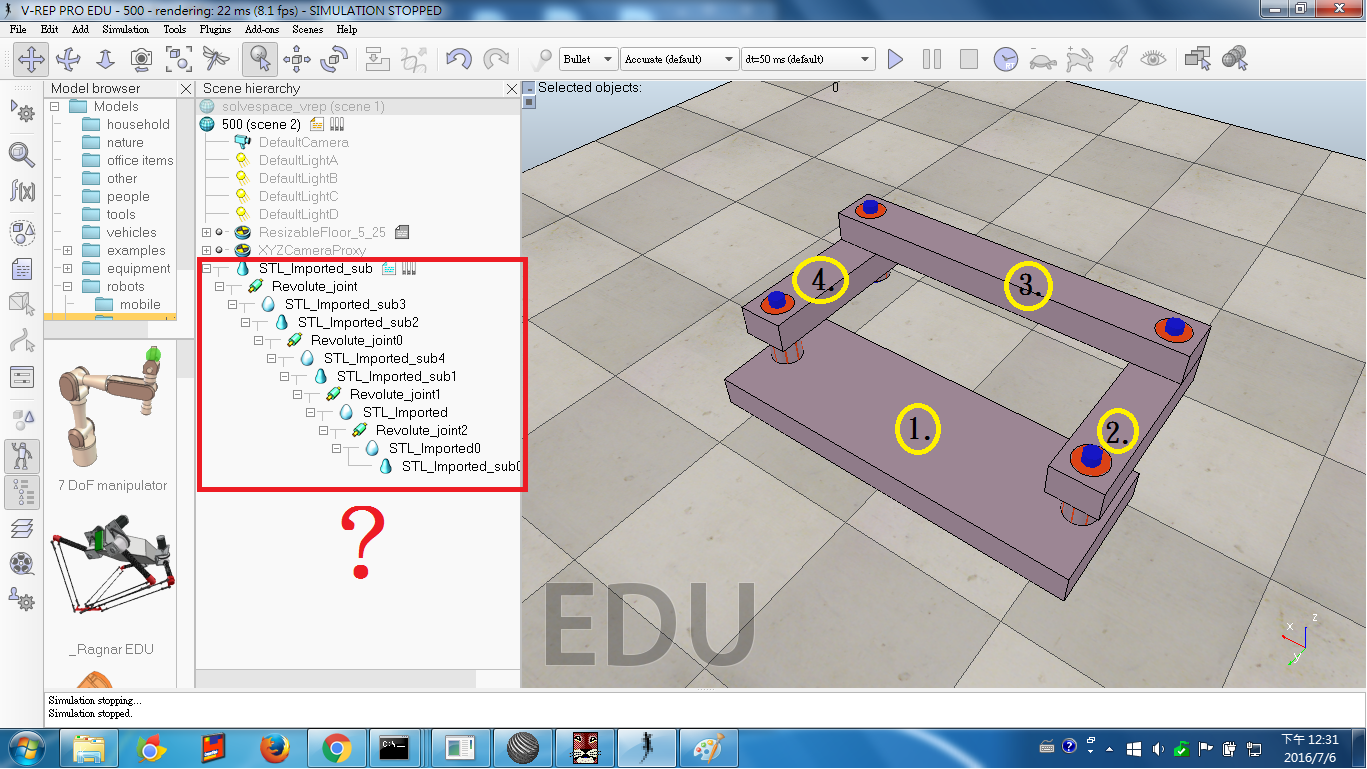 V-REP PRO EDU - 500 - rendering: 22 ms (8.1 fps) - SIMULATION STOPPED
File Edit Add Simulation Tools Plugins Add-ons Scenes Help
Bullet Accurate (default) dt=50 ms (default)
Model browser
Models
household
nature
office items
other
people
tools
vehicles
examples
equipment
robots
mobile
7 DoF manipulator
_Ragnar EDU
Scene hierarchy
solvespace_vrep (scene 1)
500 (scene 2)
DefaultCamera
DefaultLightA
DefaultLightB
DefaultLightC
DefaultLightD
ResizableFloor_5_25
XYZCameraProxy
STL_Imported_sub
Revolute_joint
STL_Imported_sub3
STL_Imported_sub2
Revolute_joint0
STL_Imported_sub4
STL_Imported_sub1
Revolute_joint1
STL_Imported
Revolute_joint2
STL_Imported0
STL_Imported_sub0
?
Selected objects: 0
4.
3.
1.
2.
EDU
x
z
y
Simulation stopping...
Simulation stopped.
下午 12:31
2016/7/6